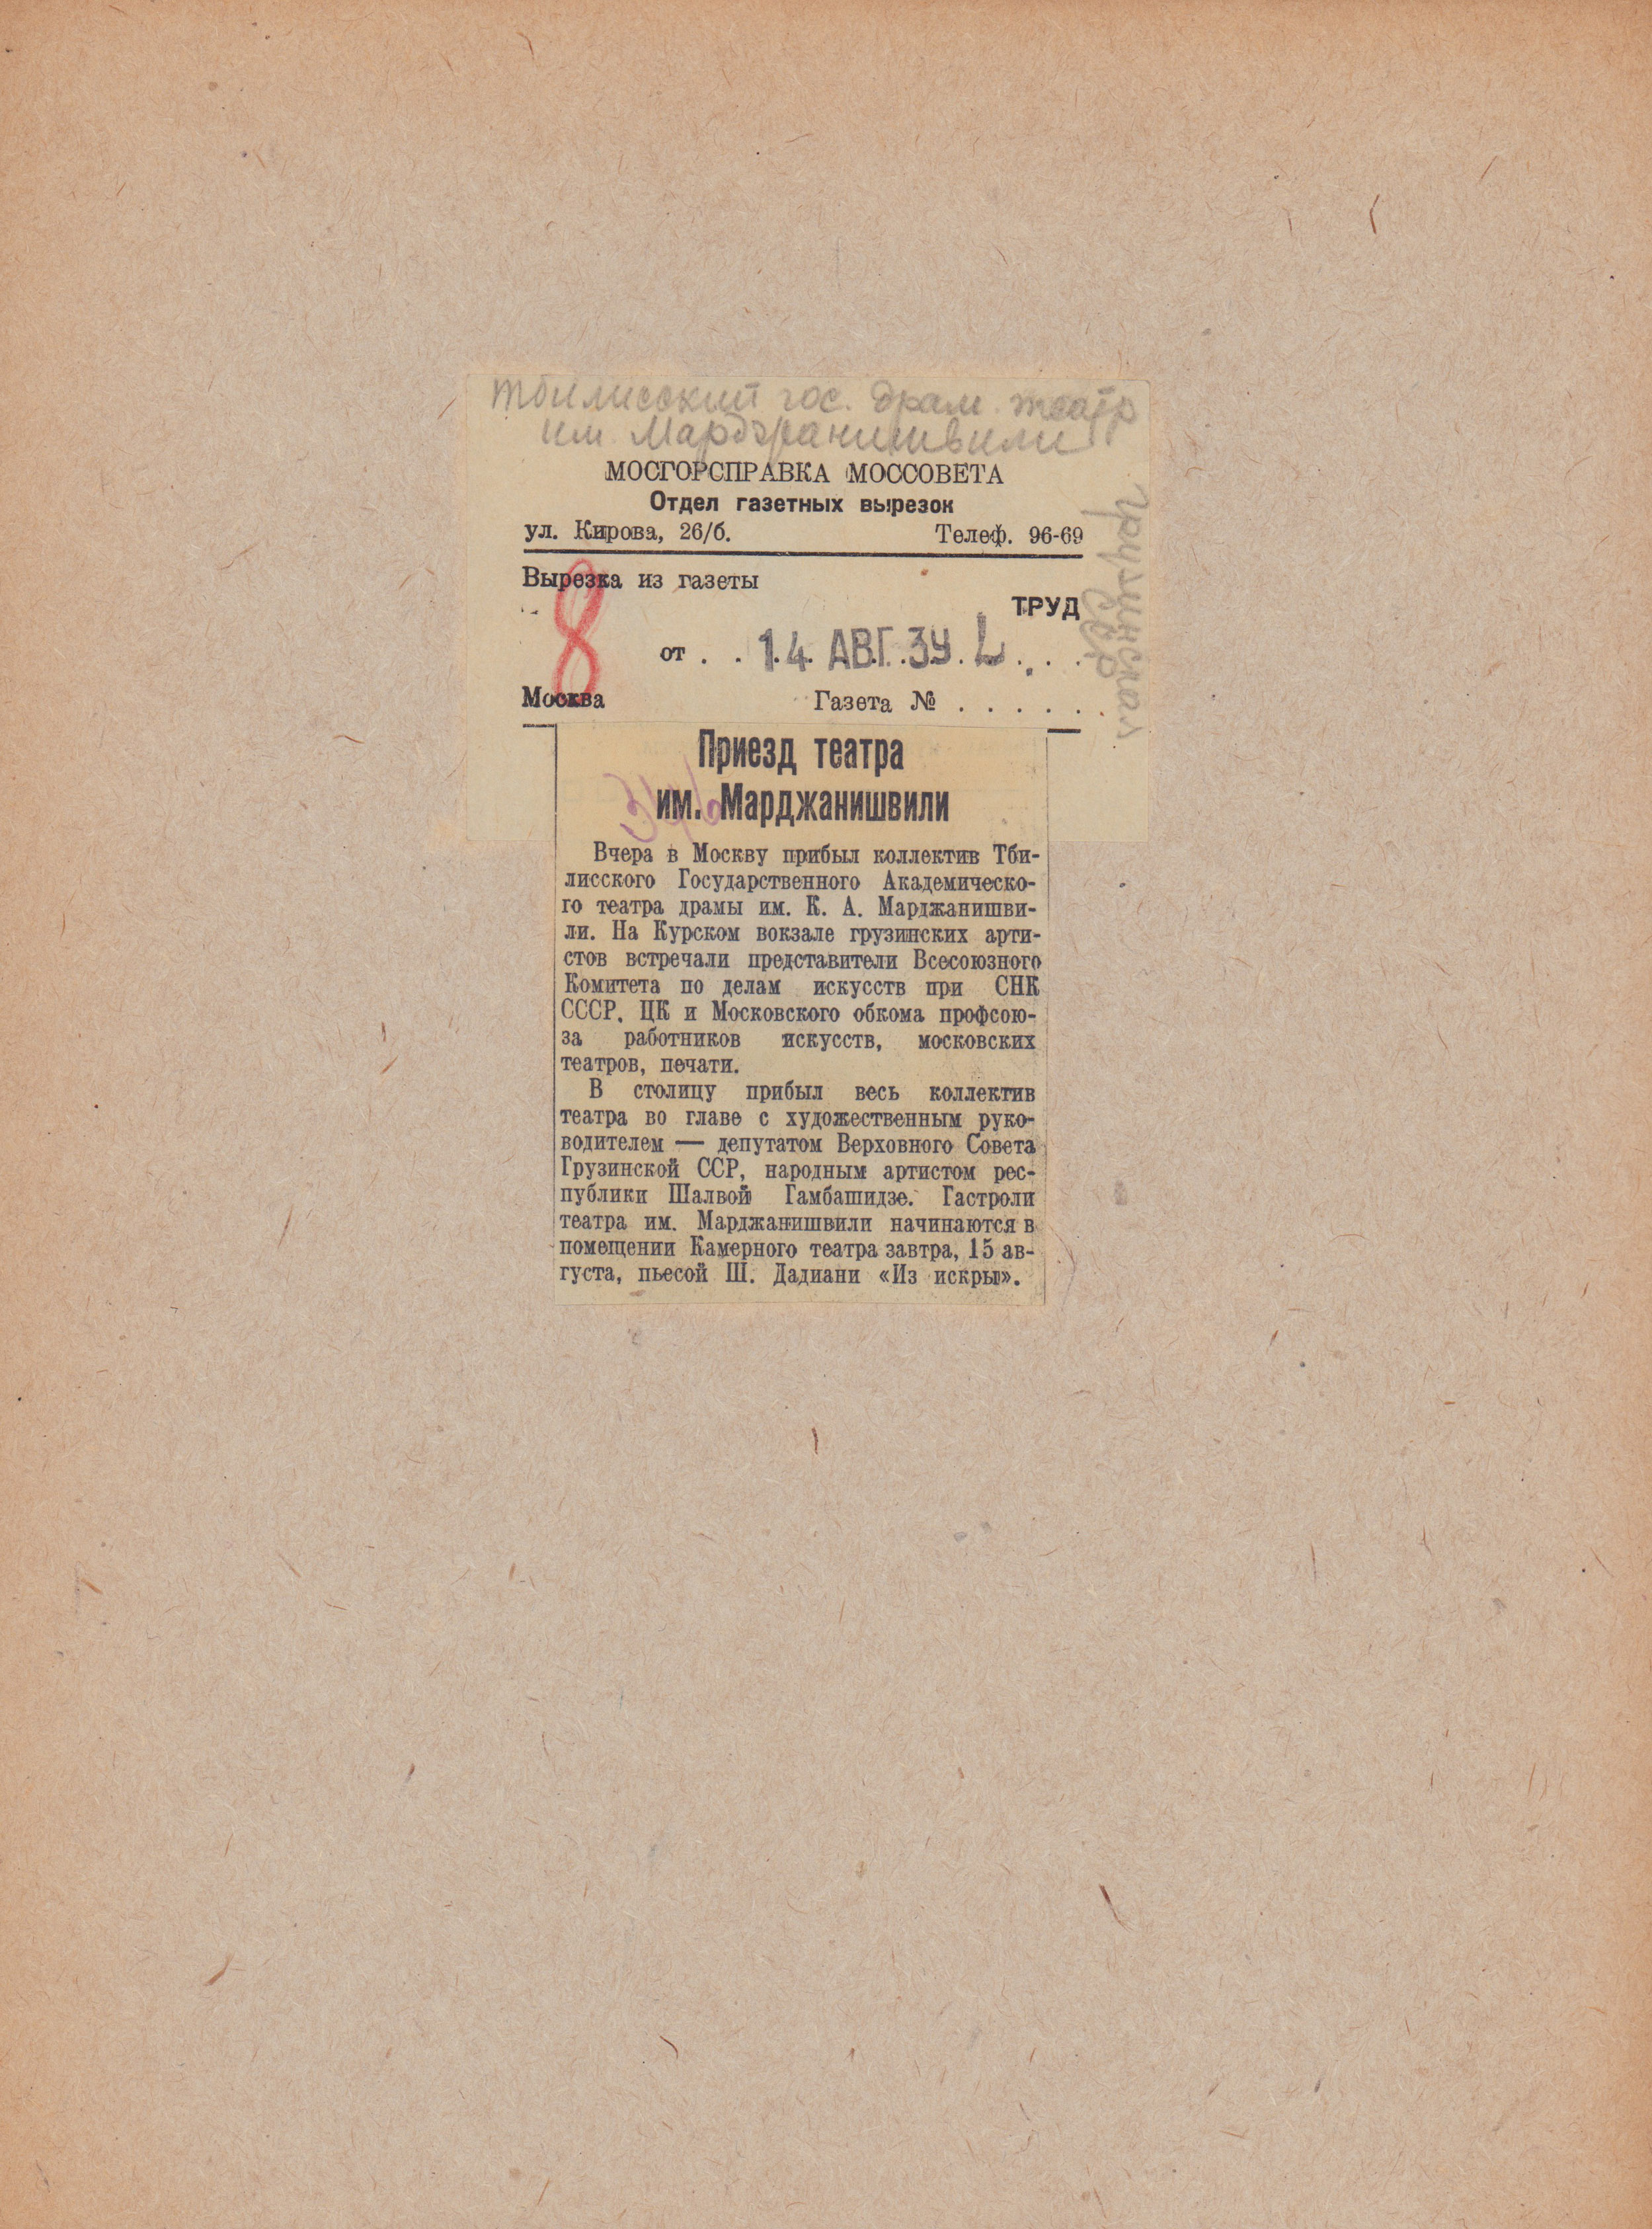 Тбилисский гос. драм. театр
им. Марджанишвили
МОСГОРСПРАВКА МОССОВЕТА
Отдел газетных вырезок
ул. Кирова, 26/б. Телеф. 96-69
Грузинская
ССР
Вырезка из газеты
ТРУД
8
от . . 14. АВГ. 39. . . .
Москва Газета № . . . . . .
Приезд театра
им. Марджанишвили
Вчера в Москву прибыл коллектив Тби-
лисского Государственного Академическо-
го театра драмы им. К. А. Марджанишви-
ли. На Курском вокзале грузинских арти-
стов встречали представители Всесоюзного
Комитета по делам искусств при СНК
СССР, ЦК и Московского обкома профсою-
за работников искусств, московских
театров, печати.
В столицу прибыл весь коллектив
театра во главе с художественным руко-
водителем — депутатом Верховного Совета
Грузинской ССР, народным артистом рес-
публики Шалвой Гамбашидзе. Гастроли
театра им. Марджанишвили начинаются в
помещении Камерного театра завтра, 15 ав-
густа, пьесой Ш. Дадиани «Из искры».